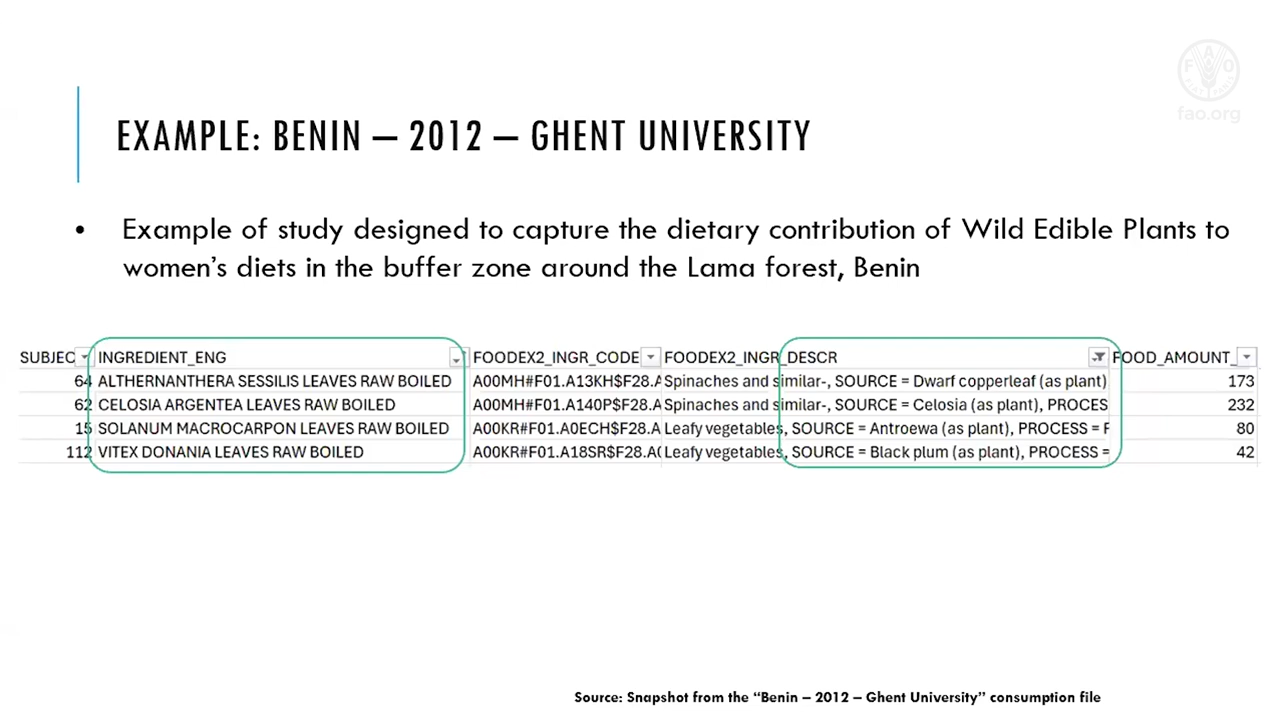 F A O
FIAT PANIS
fao.org
EXAMPLE: BENIN – 2012 – GHENT UNIVERSITY
• Example of study designed to capture the dietary contribution of Wild Edible Plants to
women's diets in the buffer zone around the Lama forest, Benin
SUBJEC INGREDIENT_ENG FOODEX2_INGR_CODE FOODEX2_INGR_DESCR FOOD_AMOUNT_
64 ALTHERNANTHERA SESSILIS LEAVES RAW BOILED A00MH#F01.A13KH$F28.A Spinaches and similar-, SOURCE = Dwarf copperleaf (as plant) 173
62 CELOSIA ARGENTEA LEAVES RAW BOILED A00MH#F01.A140P$F28.A Spinaches and similar-, SOURCE = Celosia (as plant), PROCES 232
15 SOLANUM MACROCARPON LEAVES RAW BOILED A00KR#F01.A0ECH$F28.A Leafy vegetables, SOURCE = Antroewa (as plant), PROCESS = F 80
112 VITEX DONANIA LEAVES RAW BOILED A00KR#F01.A18SR$F28.A0 Leafy vegetables, SOURCE = Black plum (as plant), PROCESS = 42
Source: Snapshot from the “Benin – 2012 – Ghent University” consumption file